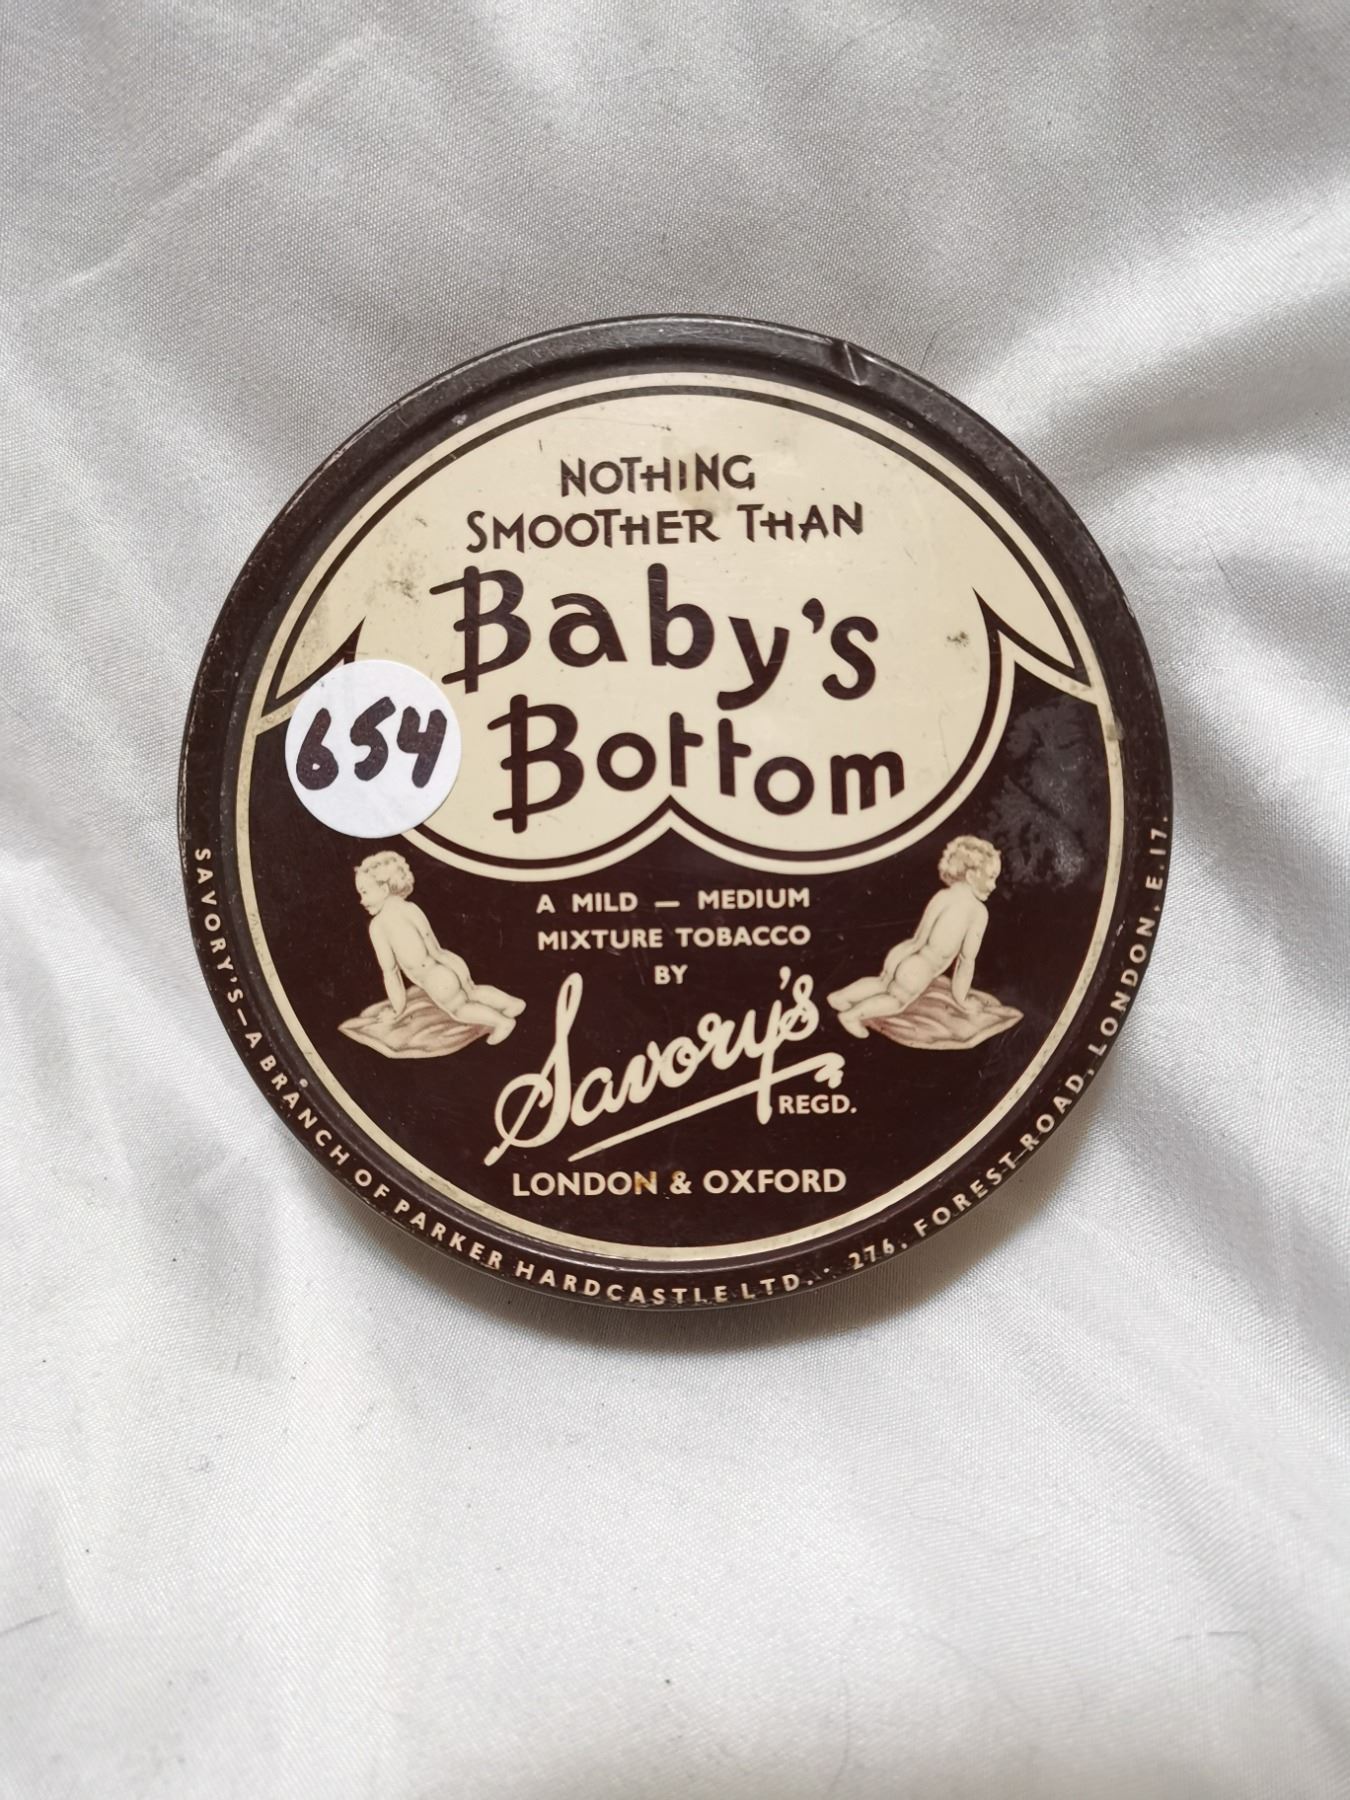 NOTHING
SMOOTHER THAN
Baby's
Bottom
654
A MILD — MEDIUM
MIXTURE TOBACCO
BY
Savory's
REGD.
LONDON & OXFORD
SAVORY'S—A BRANCH OF PARKER HARDCASTLE LTD. · 276, FOREST ROAD, LONDON, E.17.